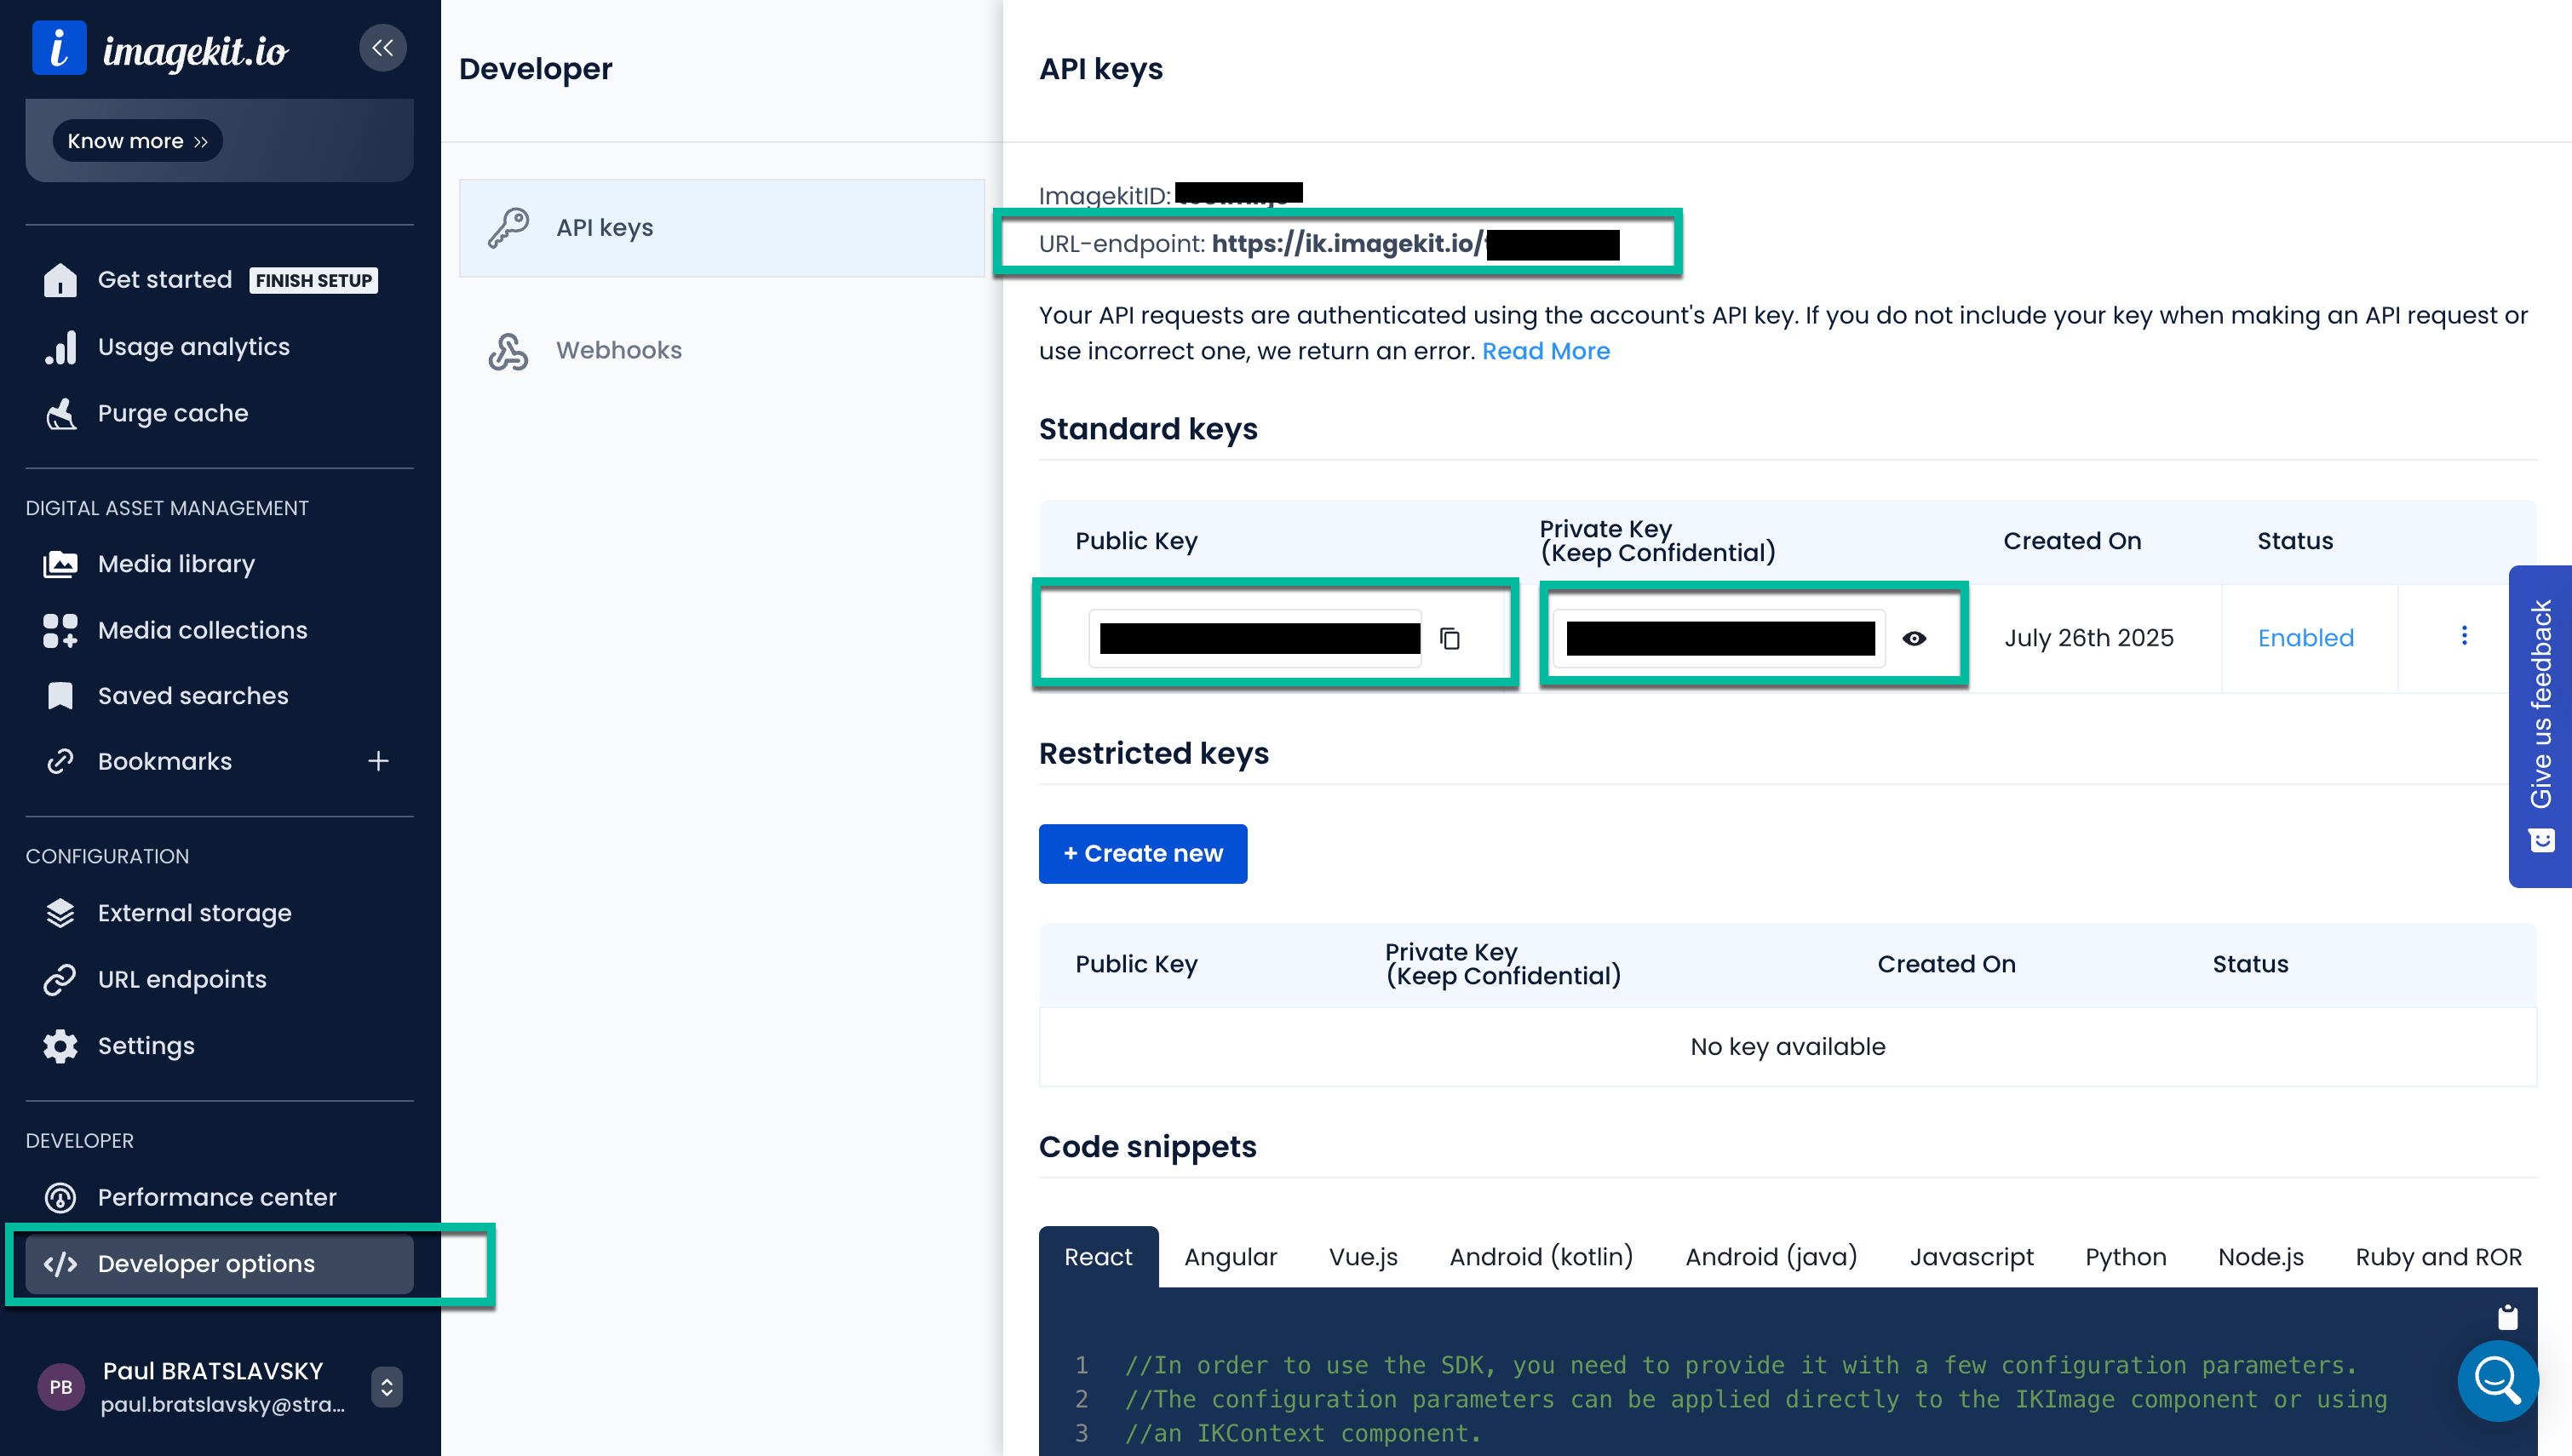 i imagekit.io
Know more »
Get started FINISH SETUP
Usage analytics
Purge cache
DIGITAL ASSET MANAGEMENT
Media library
Media collections
Saved searches
Bookmarks +
CONFIGURATION
External storage
URL endpoints
Settings
DEVELOPER
Performance center
</> Developer options
PB Paul BRATSLAVSKY
paul.bratslavsky@stra...
Developer
API keys
Webhooks
API keys
ImagekitID:
URL-endpoint: https://ik.imagekit.io/
Your API requests are authenticated using the account's API key. If you do not include your key when making an API request or
use incorrect one, we return an error. Read More
Standard keys
Public Key
Private Key
(Keep Confidential)
Created On
Status
July 26th 2025
Enabled
Restricted keys
+ Create new
Public Key
Private Key
(Keep Confidential)
Created On
Status
No key available
Code snippets
React Angular Vue.js Android (kotlin) Android (java) Javascript Python Node.js Ruby and ROR
1 //In order to use the SDK, you need to provide it with a few configuration parameters.
2 //The configuration parameters can be applied directly to the IKImage component or using
3 //an IKContext component.
Give us feedback